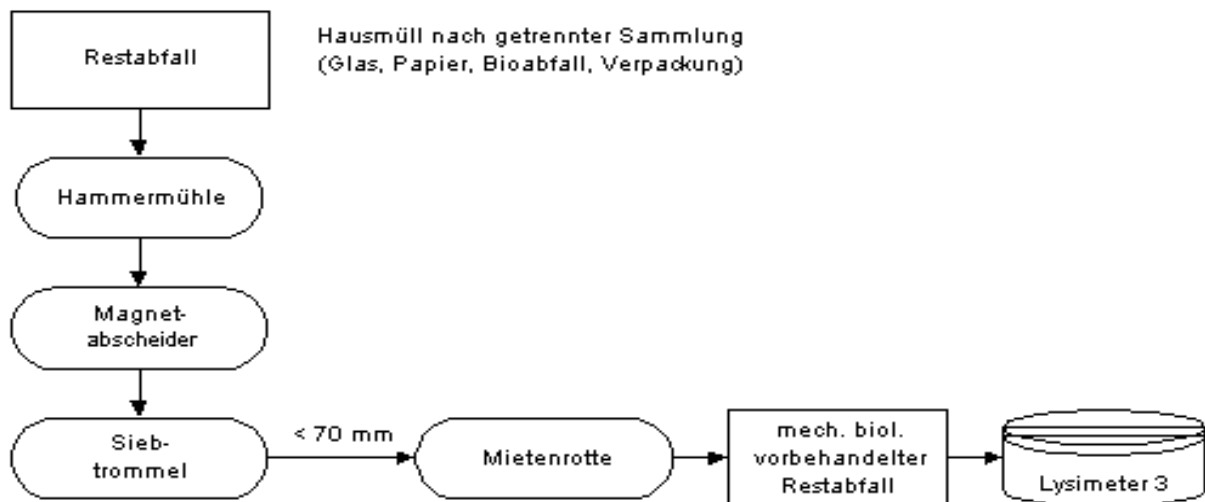 Restabfall
Hausmüll nach getrennter Sammlung
(Glas, Papier, Bioabfall, Verpackung)
Hammermühle
Magnet-
abscheider
Sieb-
trommel
< 70 mm
Mietenrotte
mech. biol.
vorbehandelter
Restabfall
Lysimeter 3